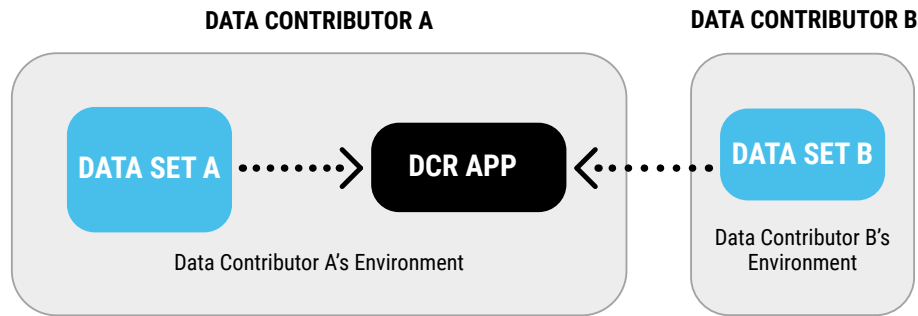 DATA CONTRIBUTOR A
DATA CONTRIBUTOR B
DATA SET A
DCR APP
DATA SET B
Data Contributor A's Environment
Data Contributor B's
Environment